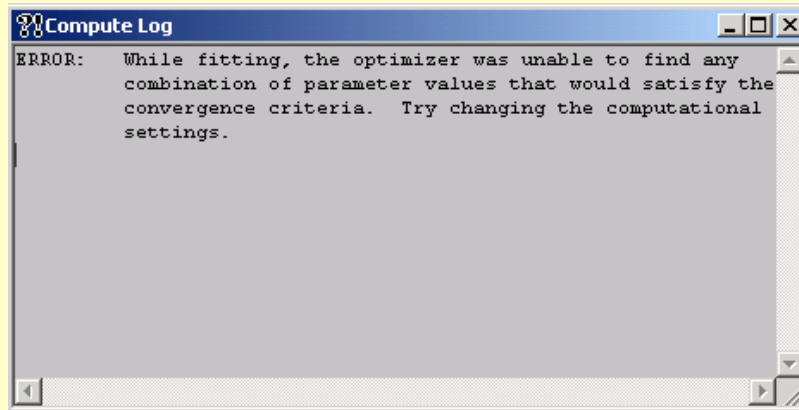 Compute Log
ERROR: While fitting, the optimizer was unable to find any
combination of parameter values that would satisfy the
convergence criteria. Try changing the computational
settings.